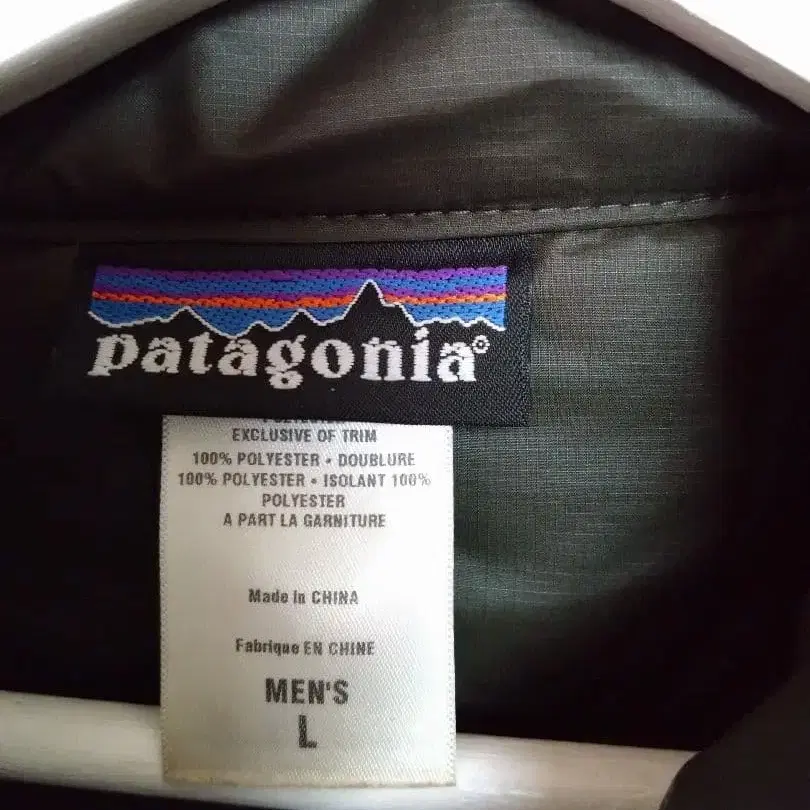 patagonia®
EXCLUSIVE OF TRIM
100% POLYESTER • DOUBLURE
100% POLYESTER • ISOLANT 100%
POLYESTER
A PART LA GARNITURE
Made in CHINA
Fabriqué EN CHINE
MEN'S
L